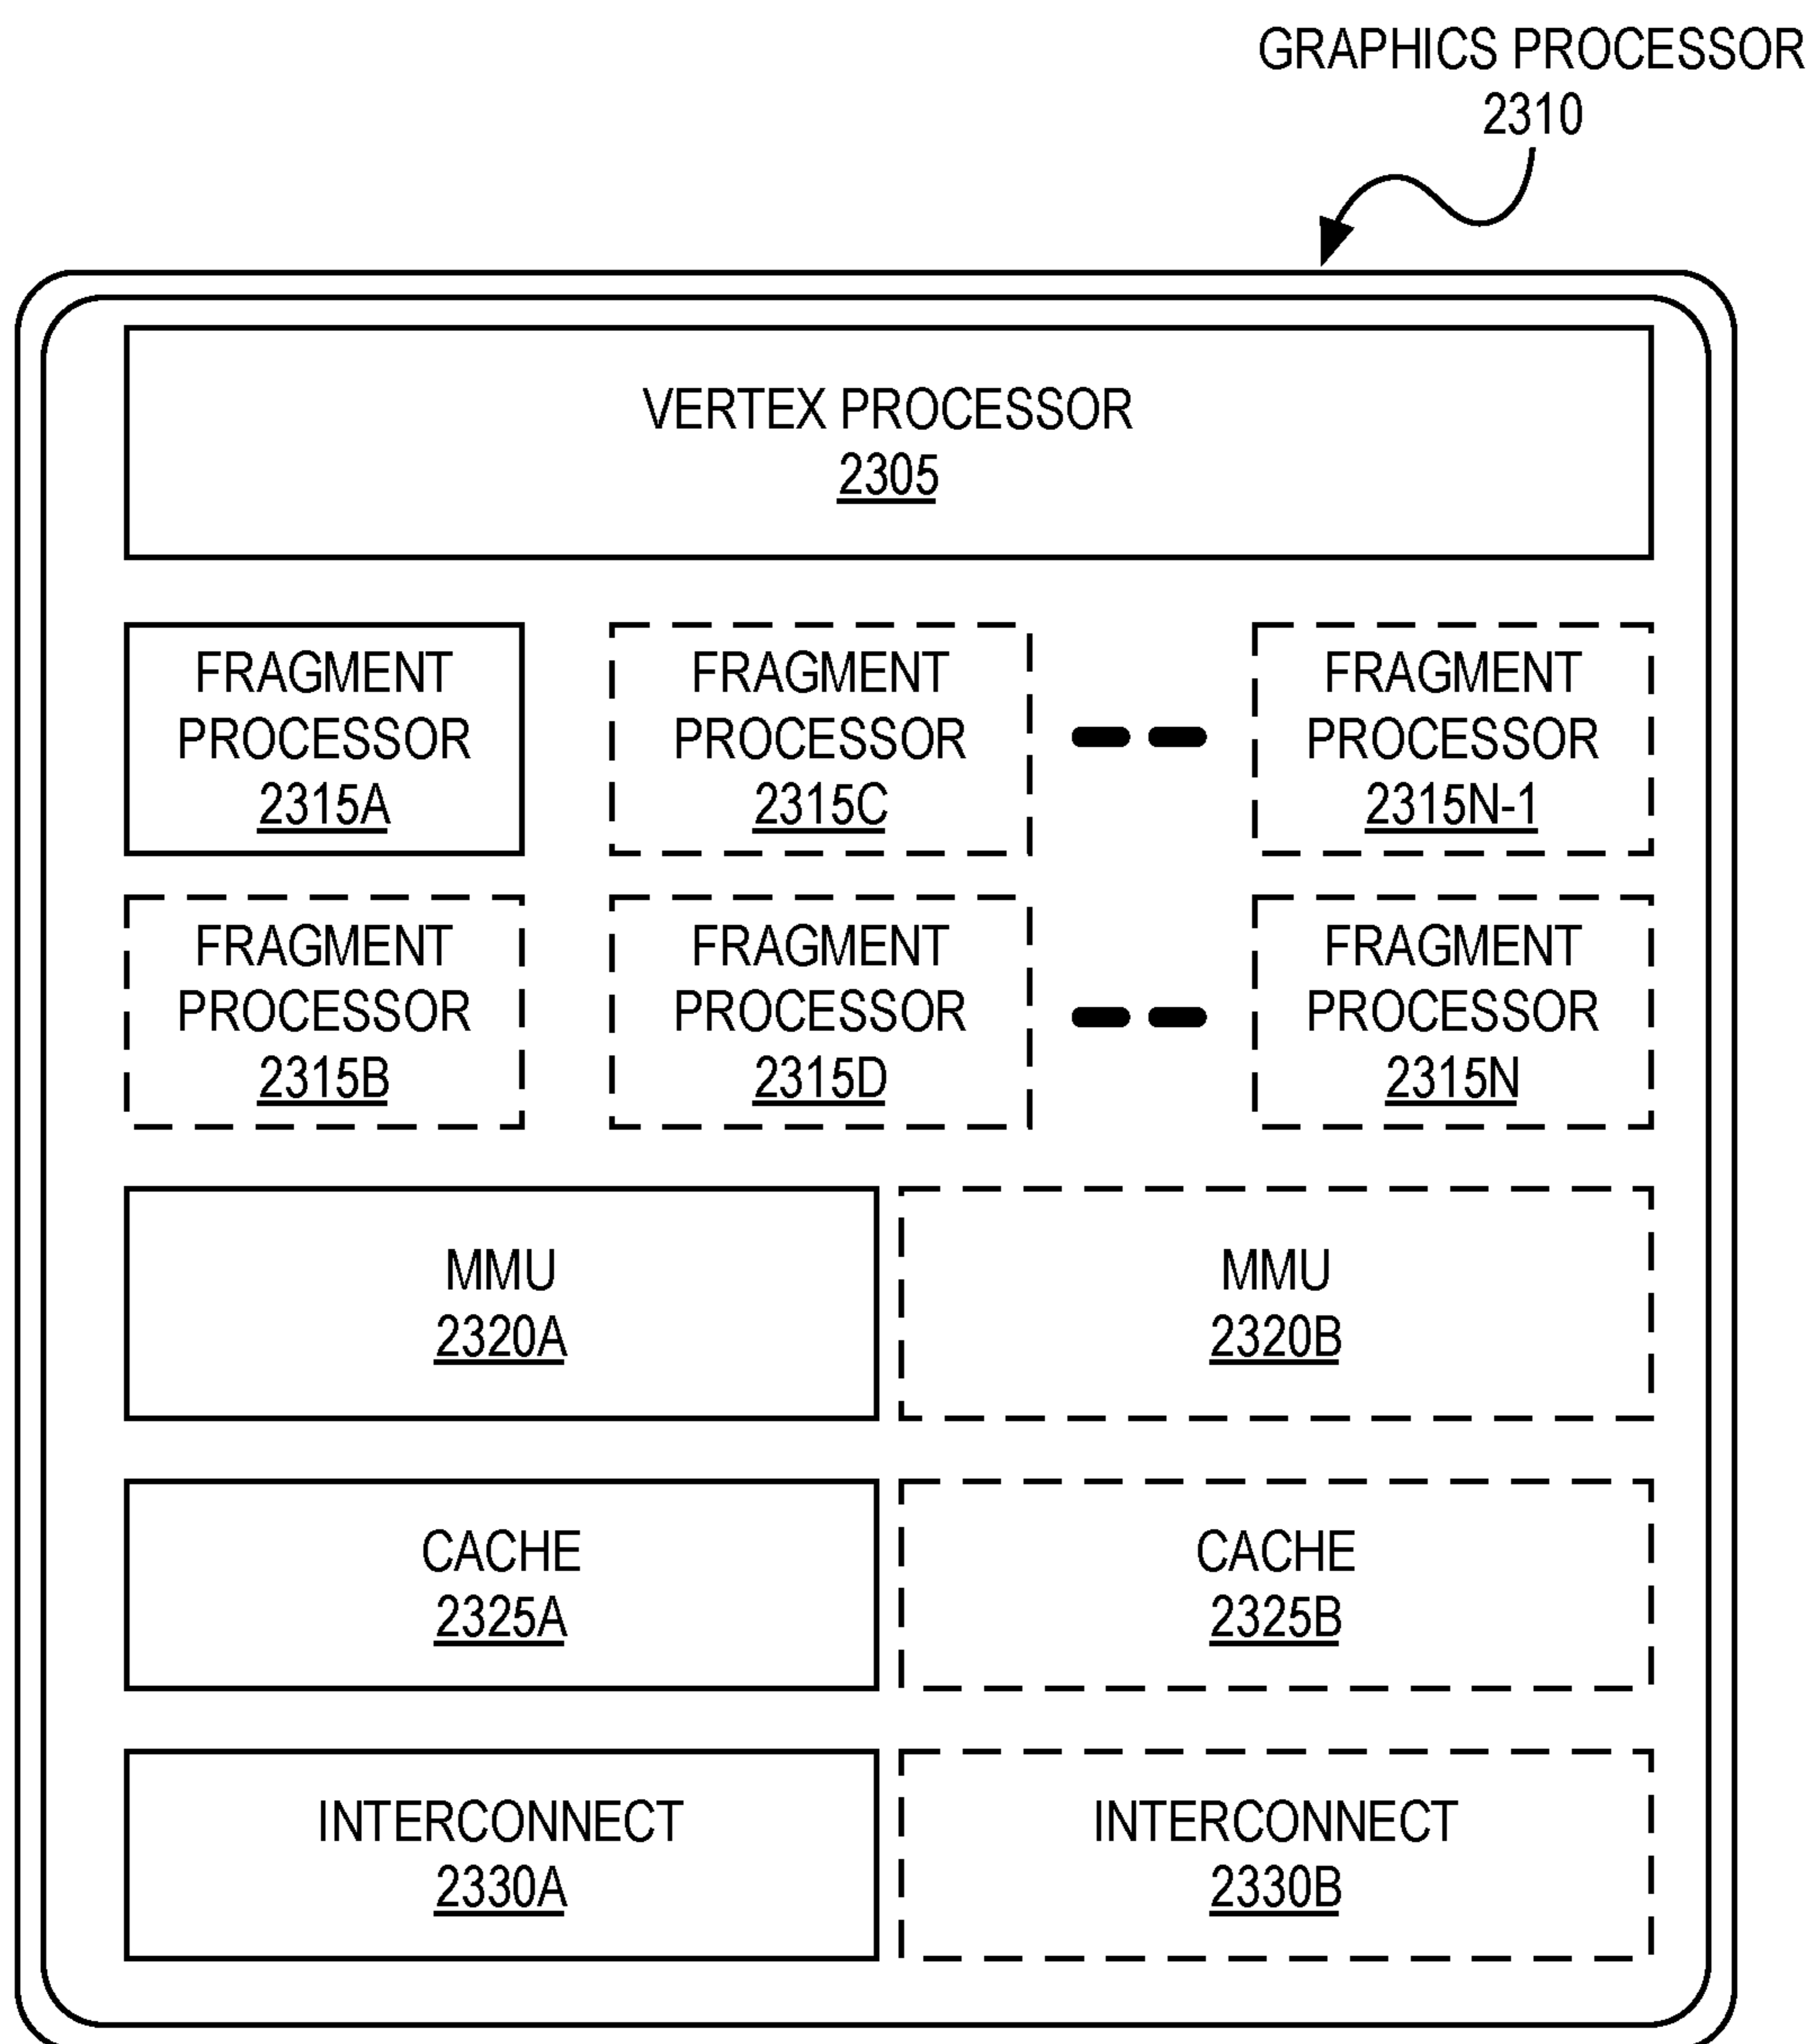 GRAPHICS PROCESSOR
2310
VERTEX PROCESSOR
2305
FRAGMENT
PROCESSOR
2315A
FRAGMENT
PROCESSOR
2315C
FRAGMENT
PROCESSOR
2315N-1
FRAGMENT
PROCESSOR
2315B
FRAGMENT
PROCESSOR
2315D
FRAGMENT
PROCESSOR
2315N
MMU
2320A
MMU
2320B
CACHE
2325A
CACHE
2325B
INTERCONNECT
2330A
INTERCONNECT
2330B